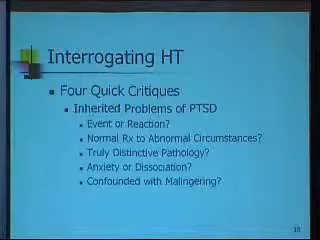 Interrogating HT
Four Quick Critiques
Inherited Problems of PTSD
Event or Reaction?
Normal Rx to Abnormal Circumstances?
Truly Distinctive Pathology?
Anxiety or Dissociation?
Confounded with Malingering?